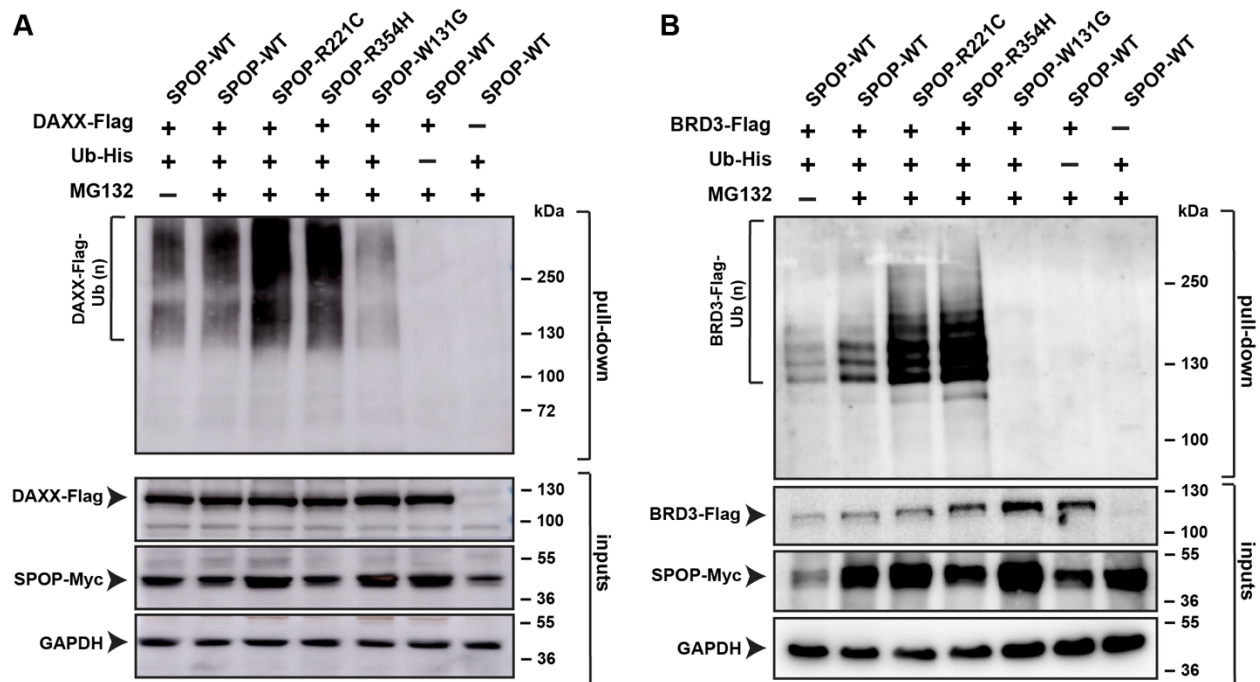 A
SPOP-WT SPOP-WT SPOP-R221C SPOP-R354H SPOP-W131G SPOP-WT SPOP-WT
DAXX-Flag + + + + + + −
Ub-His + + + + + − +
MG132 − + + + + + +
kDa
DAXX-Flag-
Ub (n)
250
130
100
72
pull-down
DAXX-Flag
130
100
SPOP-Myc
55
36
GAPDH
55
36
inputs
B
SPOP-WT SPOP-WT SPOP-R221C SPOP-R354H SPOP-W131G SPOP-WT SPOP-WT
BRD3-Flag + + + + + + −
Ub-His + + + + + − +
MG132 − + + + + + +
kDa
BRD3-Flag-
Ub (n)
250
130
100
pull-down
BRD3-Flag
130
100
SPOP-Myc
55
36
GAPDH
55
36
inputs